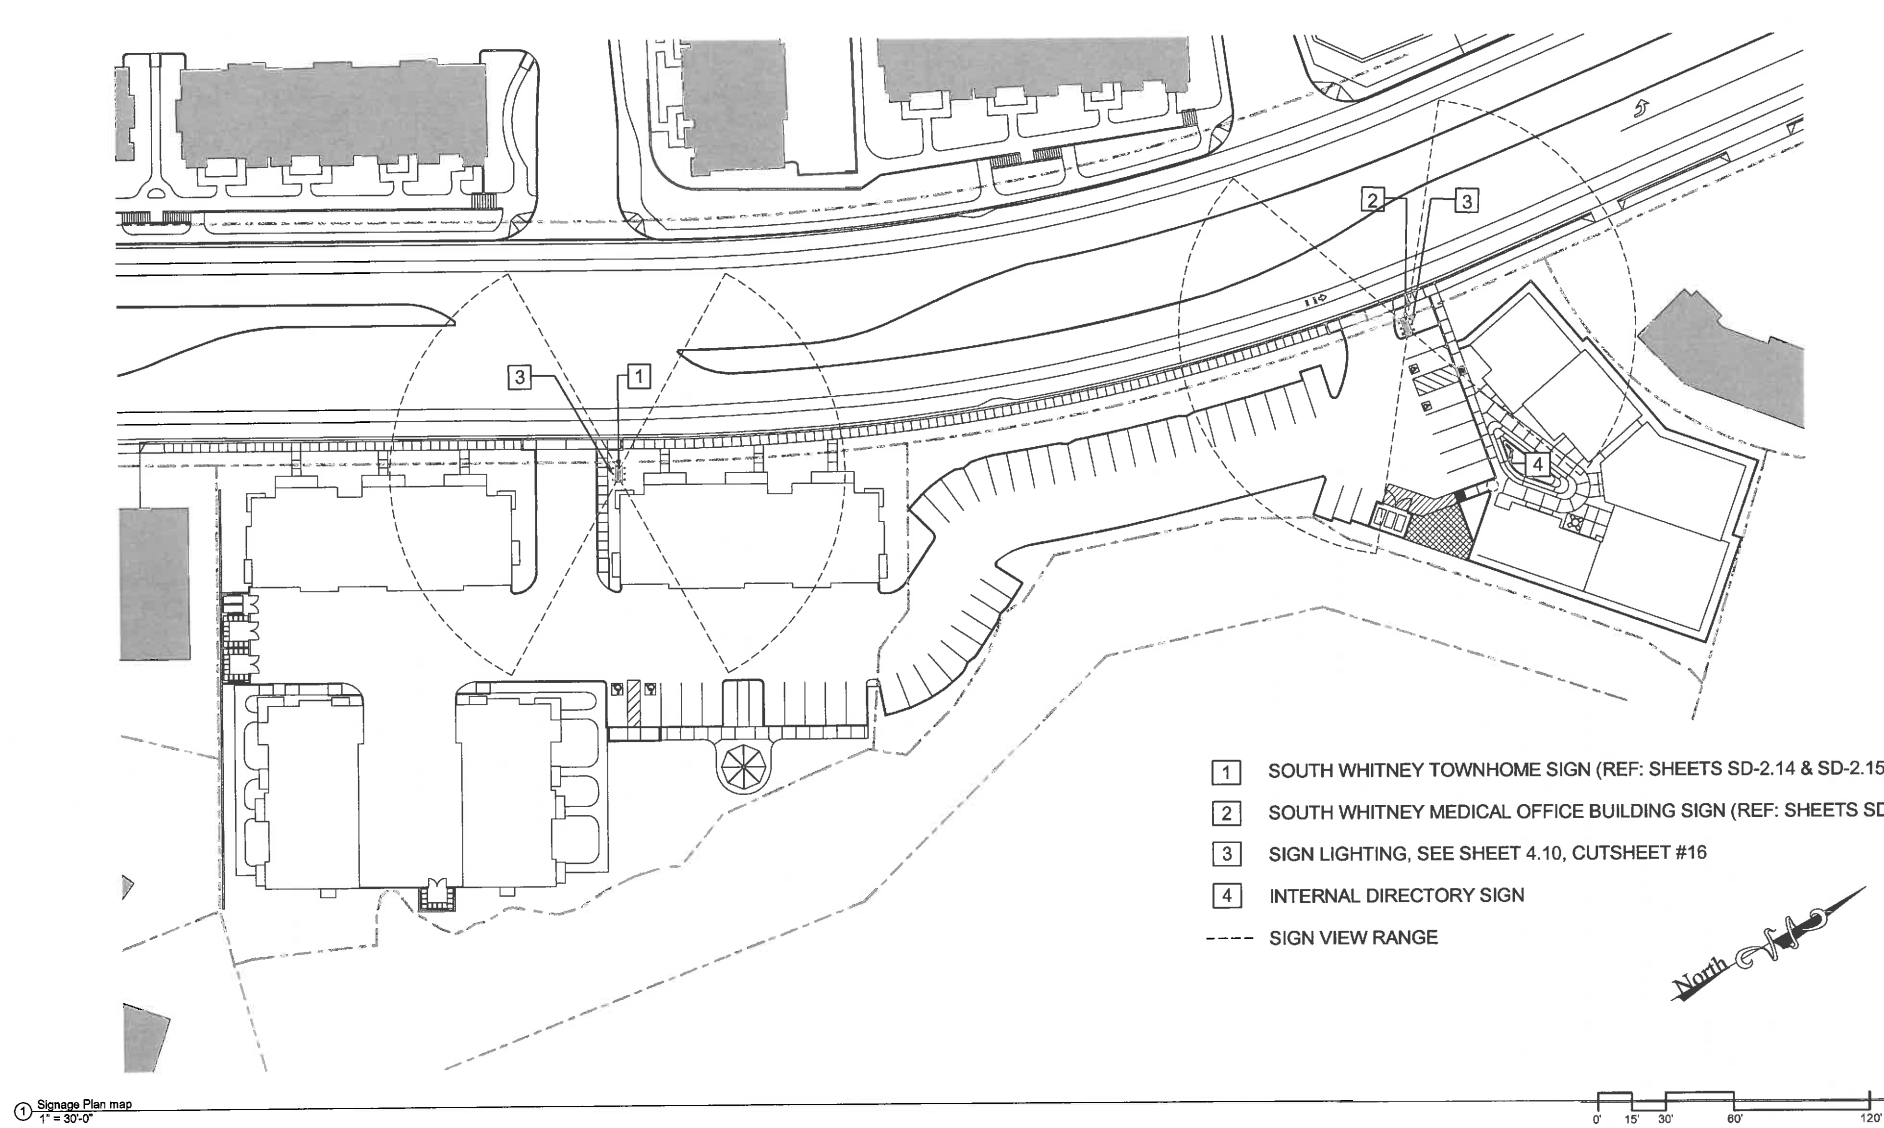 2
3
3
1
4
1 SOUTH WHITNEY TOWNHOME SIGN (REF: SHEETS SD-2.14 & SD-2.15
2 SOUTH WHITNEY MEDICAL OFFICE BUILDING SIGN (REF: SHEETS SD
3 SIGN LIGHTING, SEE SHEET 4.10, CUTSHEET #16
4 INTERNAL DIRECTORY SIGN
SIGN VIEW RANGE
North
1 Signage Plan map
1" = 30'-0"
0' 15' 30' 60' 120'